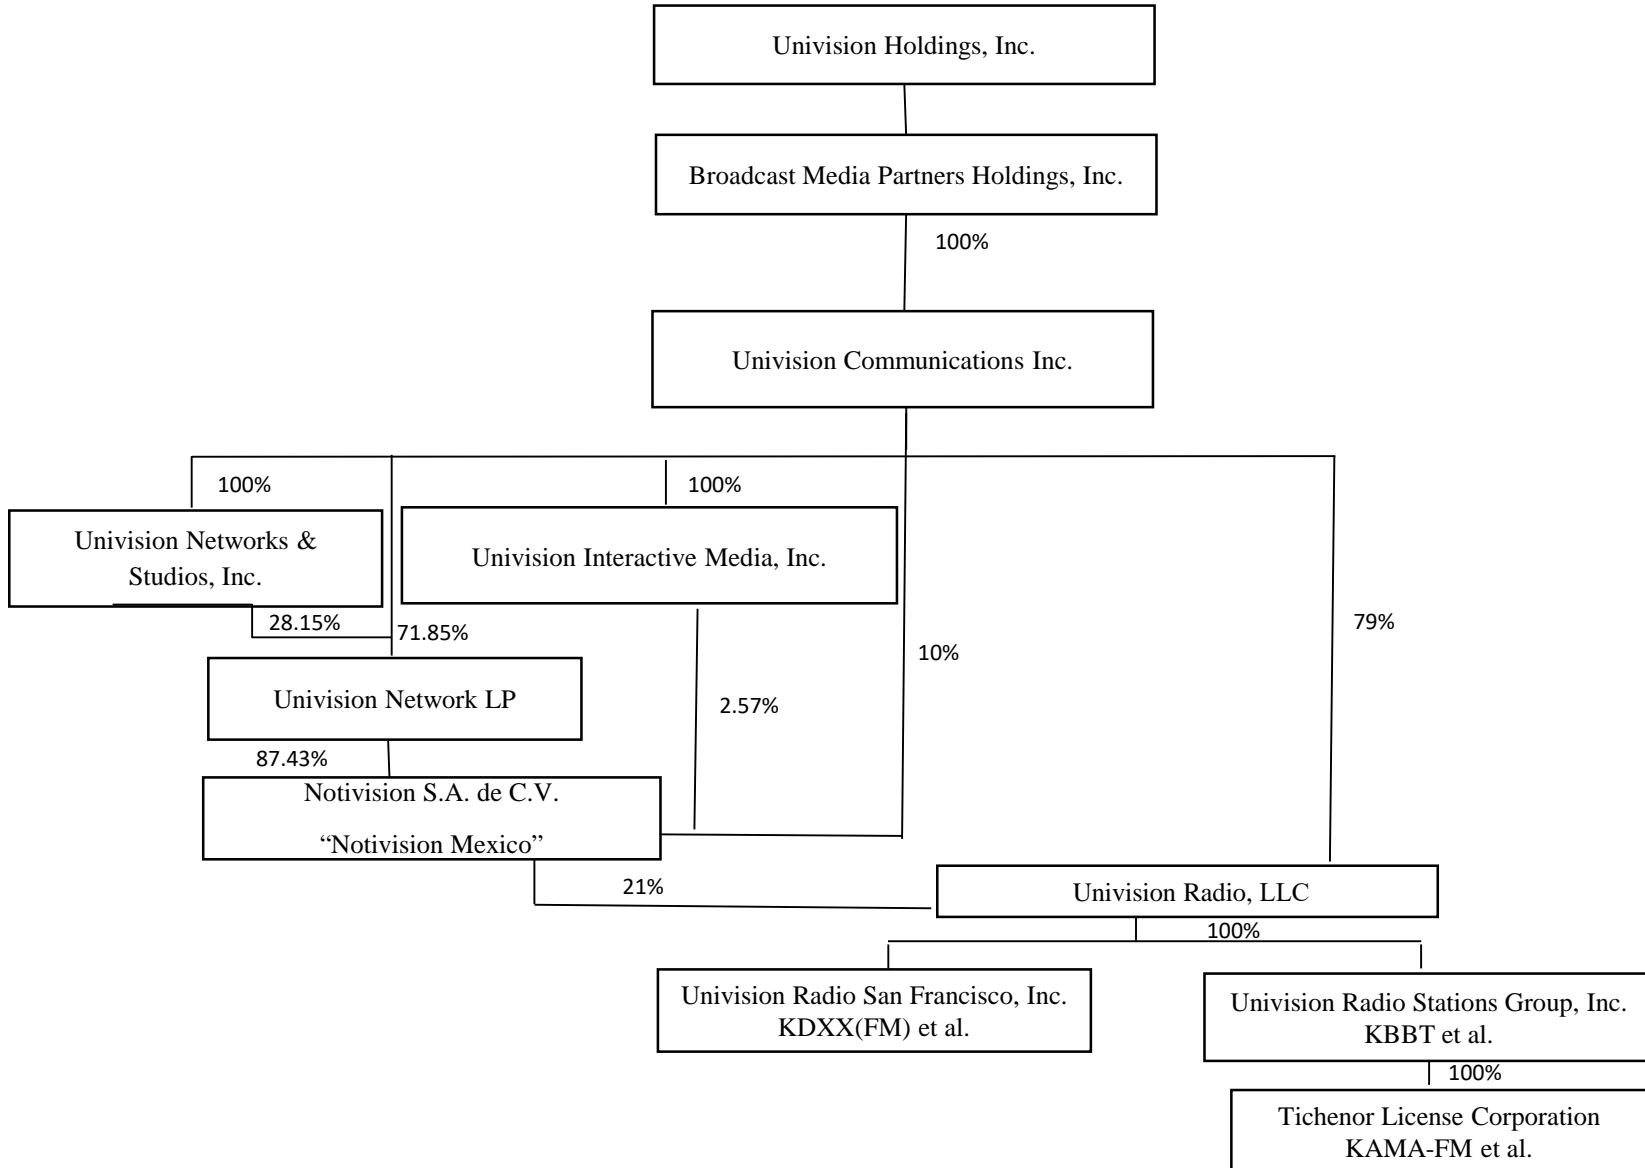 Univision Holdings, Inc.
Broadcast Media Partners Holdings, Inc.
100%
Univision Communications Inc.
100%
100%
Univision Networks &
Studios, Inc.
Univision Interactive Media, Inc.
28.15%
71.85%
79%
10%
Univision Network LP
2.57%
87.43%
Notivision S.A. de C.V.
“Notivision Mexico”
21%
Univision Radio, LLC
100%
Univision Radio San Francisco, Inc.
KDXX(FM) et al.
Univision Radio Stations Group, Inc.
KBBT et al.
100%
Tichenor License Corporation
KAMA-FM et al.